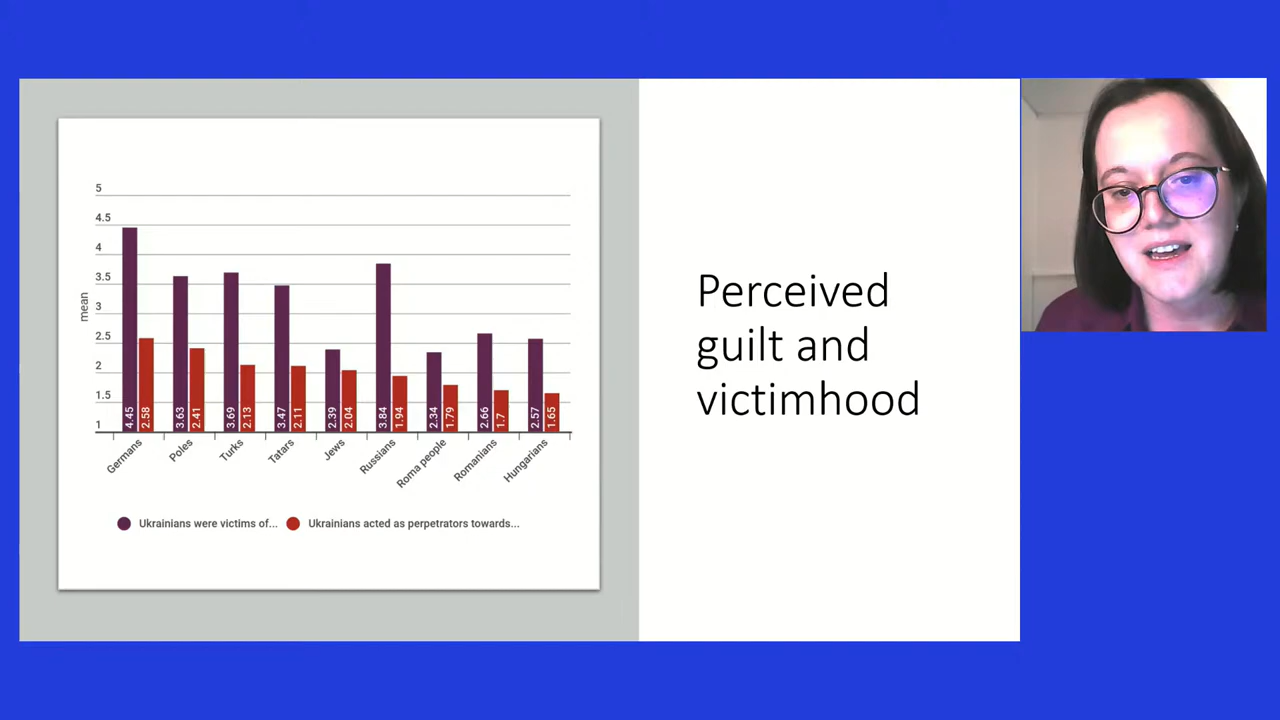 5
4.5
4
3.5
3
2.5
2
1.5
1
mean
4.45
2.58
3.63
2.41
3.69
2.13
3.47
2.11
2.39
2.04
3.84
1.94
2.34
1.79
2.66
1.7
2.57
1.65
Germans
Poles
Turks
Tatars
Jews
Russians
Roma people
Romanians
Hungarians
Ukrainians were victims of... Ukrainians acted as perpetrators towards...
Perceived
guilt and
victimhood